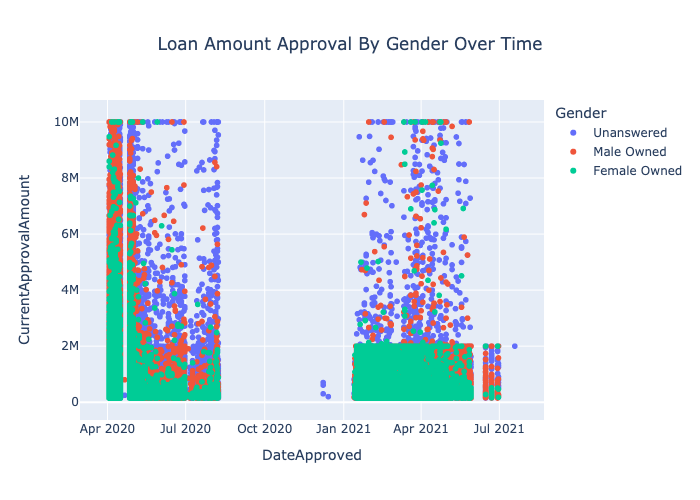 Loan Amount Approval By Gender Over Time
Gender
Unanswered
Male Owned
Female Owned
CurrentApprovalAmount
10M
8M
6M
4M
2M
0
Apr 2020
Jul 2020
Oct 2020
Jan 2021
Apr 2021
Jul 2021
DateApproved